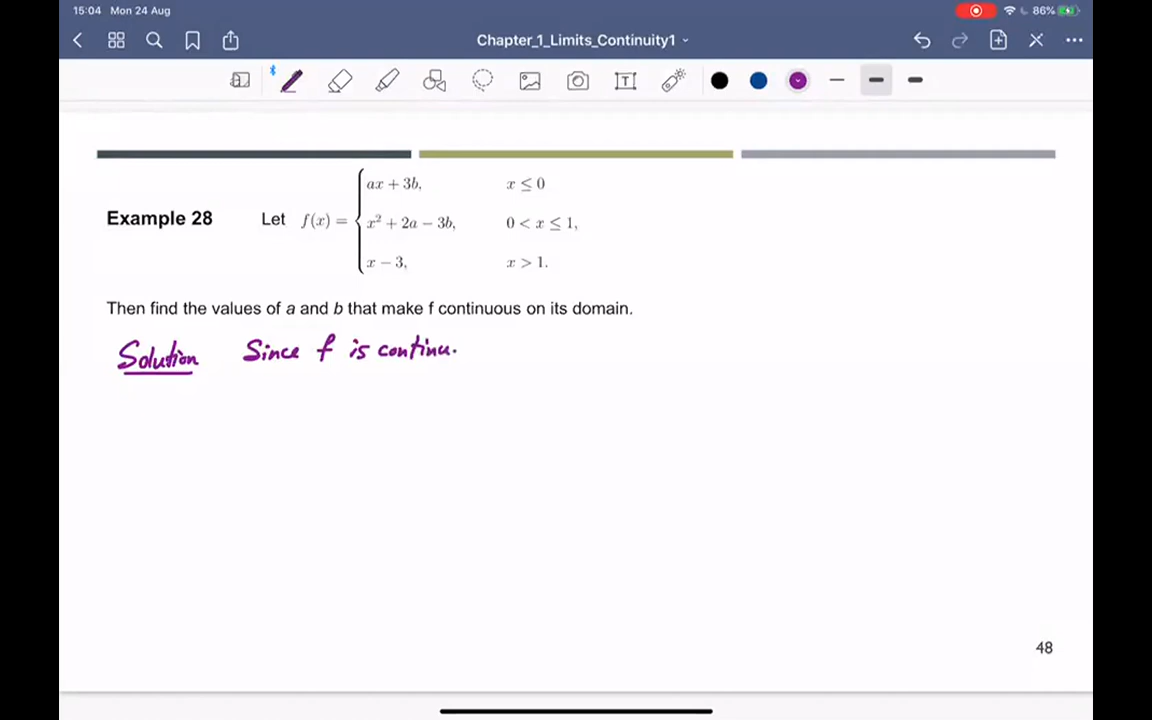 15:04 Mon 24 Aug 86%
Chapter_1_Limits_Continuity1
T
Example 28 Let f(x) = { ax + 3b, x ≤ 0
x² + 2a − 3b, 0 < x ≤ 1,
x − 3, x > 1.
Then find the values of a and b that make f continuous on its domain.
Solution Since f is continu.
48